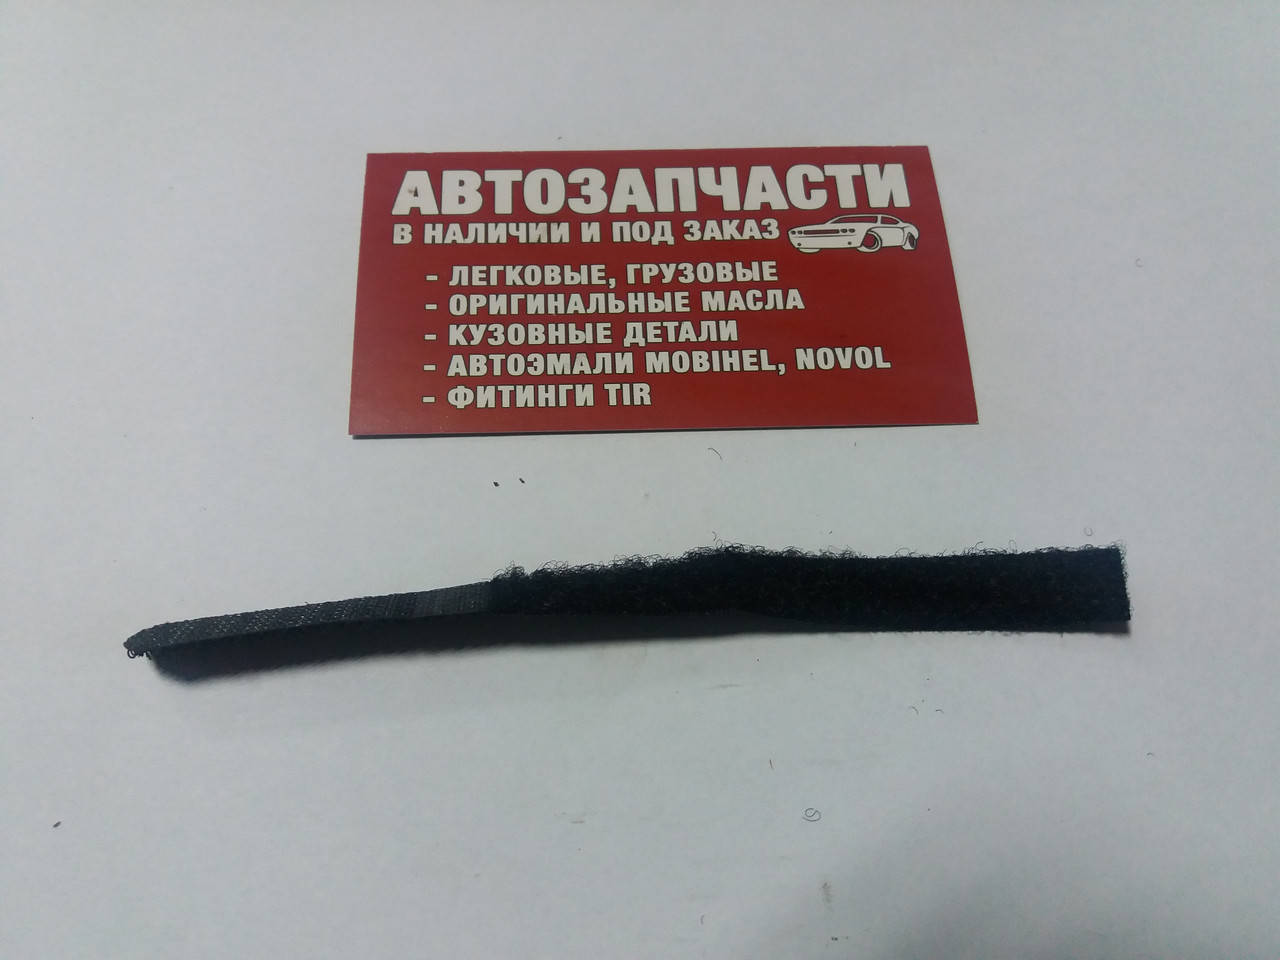 АВТОЗАПЧАСТИ
В НАЛИЧИИ И ПОД ЗАКАЗ
- ЛЕГКОВЫЕ, ГРУЗОВЫЕ
- ОРИГИНАЛЬНЫЕ МАСЛА
- КУЗОВНЫЕ ДЕТАЛИ
- АВТОЭМАЛИ MOBIHEL, NOVOL
- ФИТИНГИ TIR